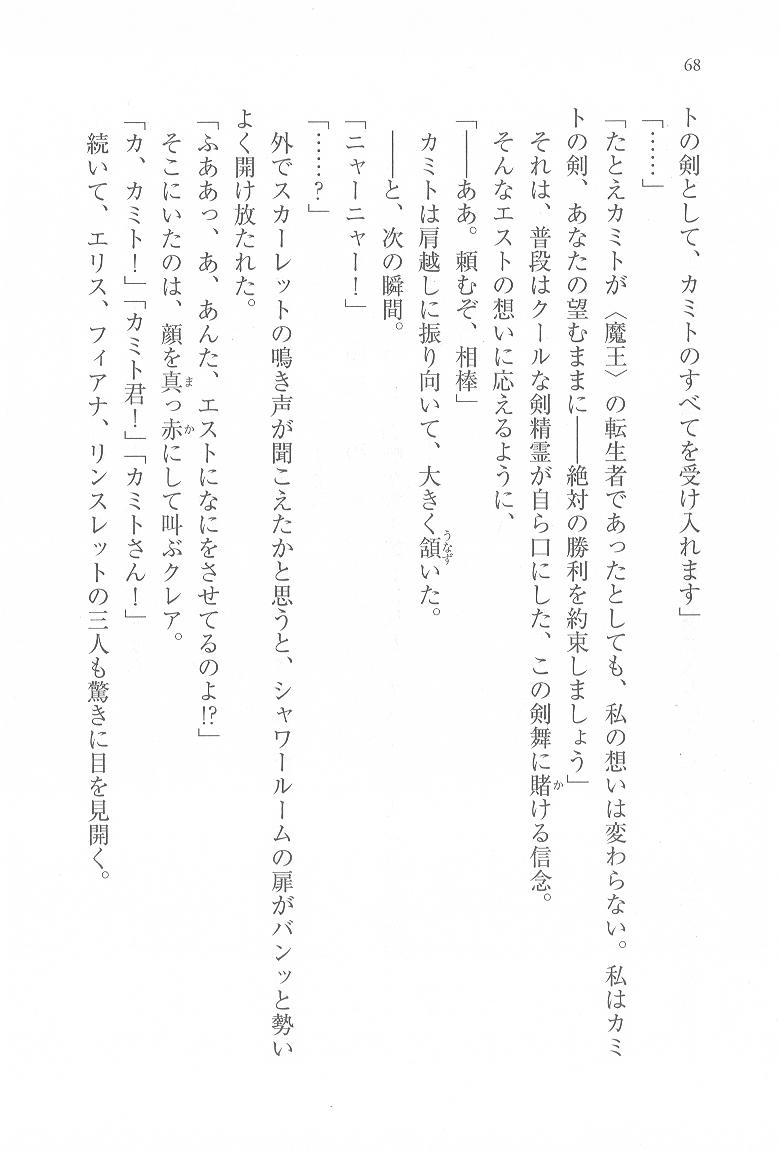 68
トの剣として、カミトのすべてを受け入れます」
「……」
「たとえカミトが〈魔王〉の転生者であったとしても、私の想いは変わらない。私はカミ
トの剣、あなたの望むままに――絶対の勝利を約束しましょう」
それは、普段はクールな剣精霊が自ら口にした、この剣舞に賭ける信念。
そんなエストの想いに応えるように、
「――ああ。頼むぞ、相棒」
カミトは肩越しに振り向いて、大きく頷いた。
――と、次の瞬間。
「ニャーニャー！」
「……？」
外でスカーレットの鳴き声が聞こえたかと思うと、シャワールームの扉がバンッと勢い
よく開け放たれた。
「ふああっ、あ、あんた、エストになにをさせてるのよ!?」
そこにいたのは、顔を真っ赤にして叫ぶクレア。
「カ、カミト！」「カミト君！」「カミトさん！」
続いて、エリス、フィアナ、リンスレットの三人も驚きに目を見開く。